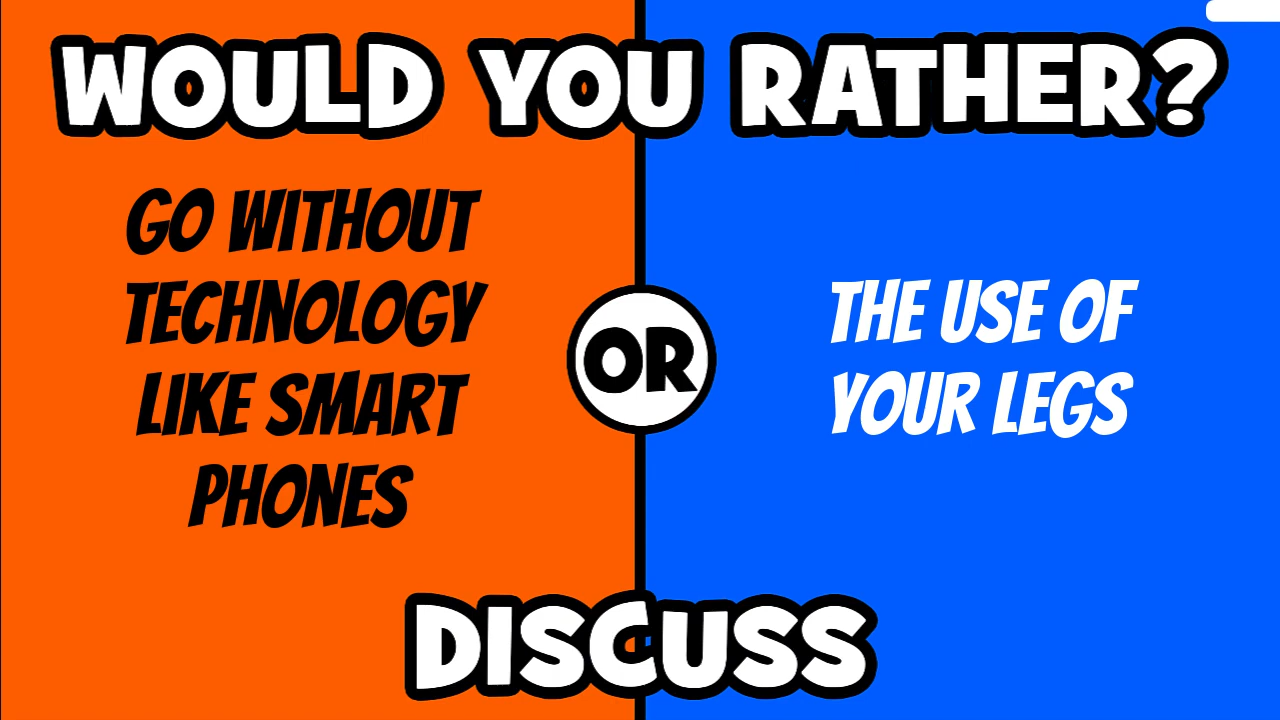 WOULD YOU RATHER?
GO WITHOUT
TECHNOLOGY
LIKE SMART
PHONES
OR
THE USE OF
YOUR LEGS
DISCUSS